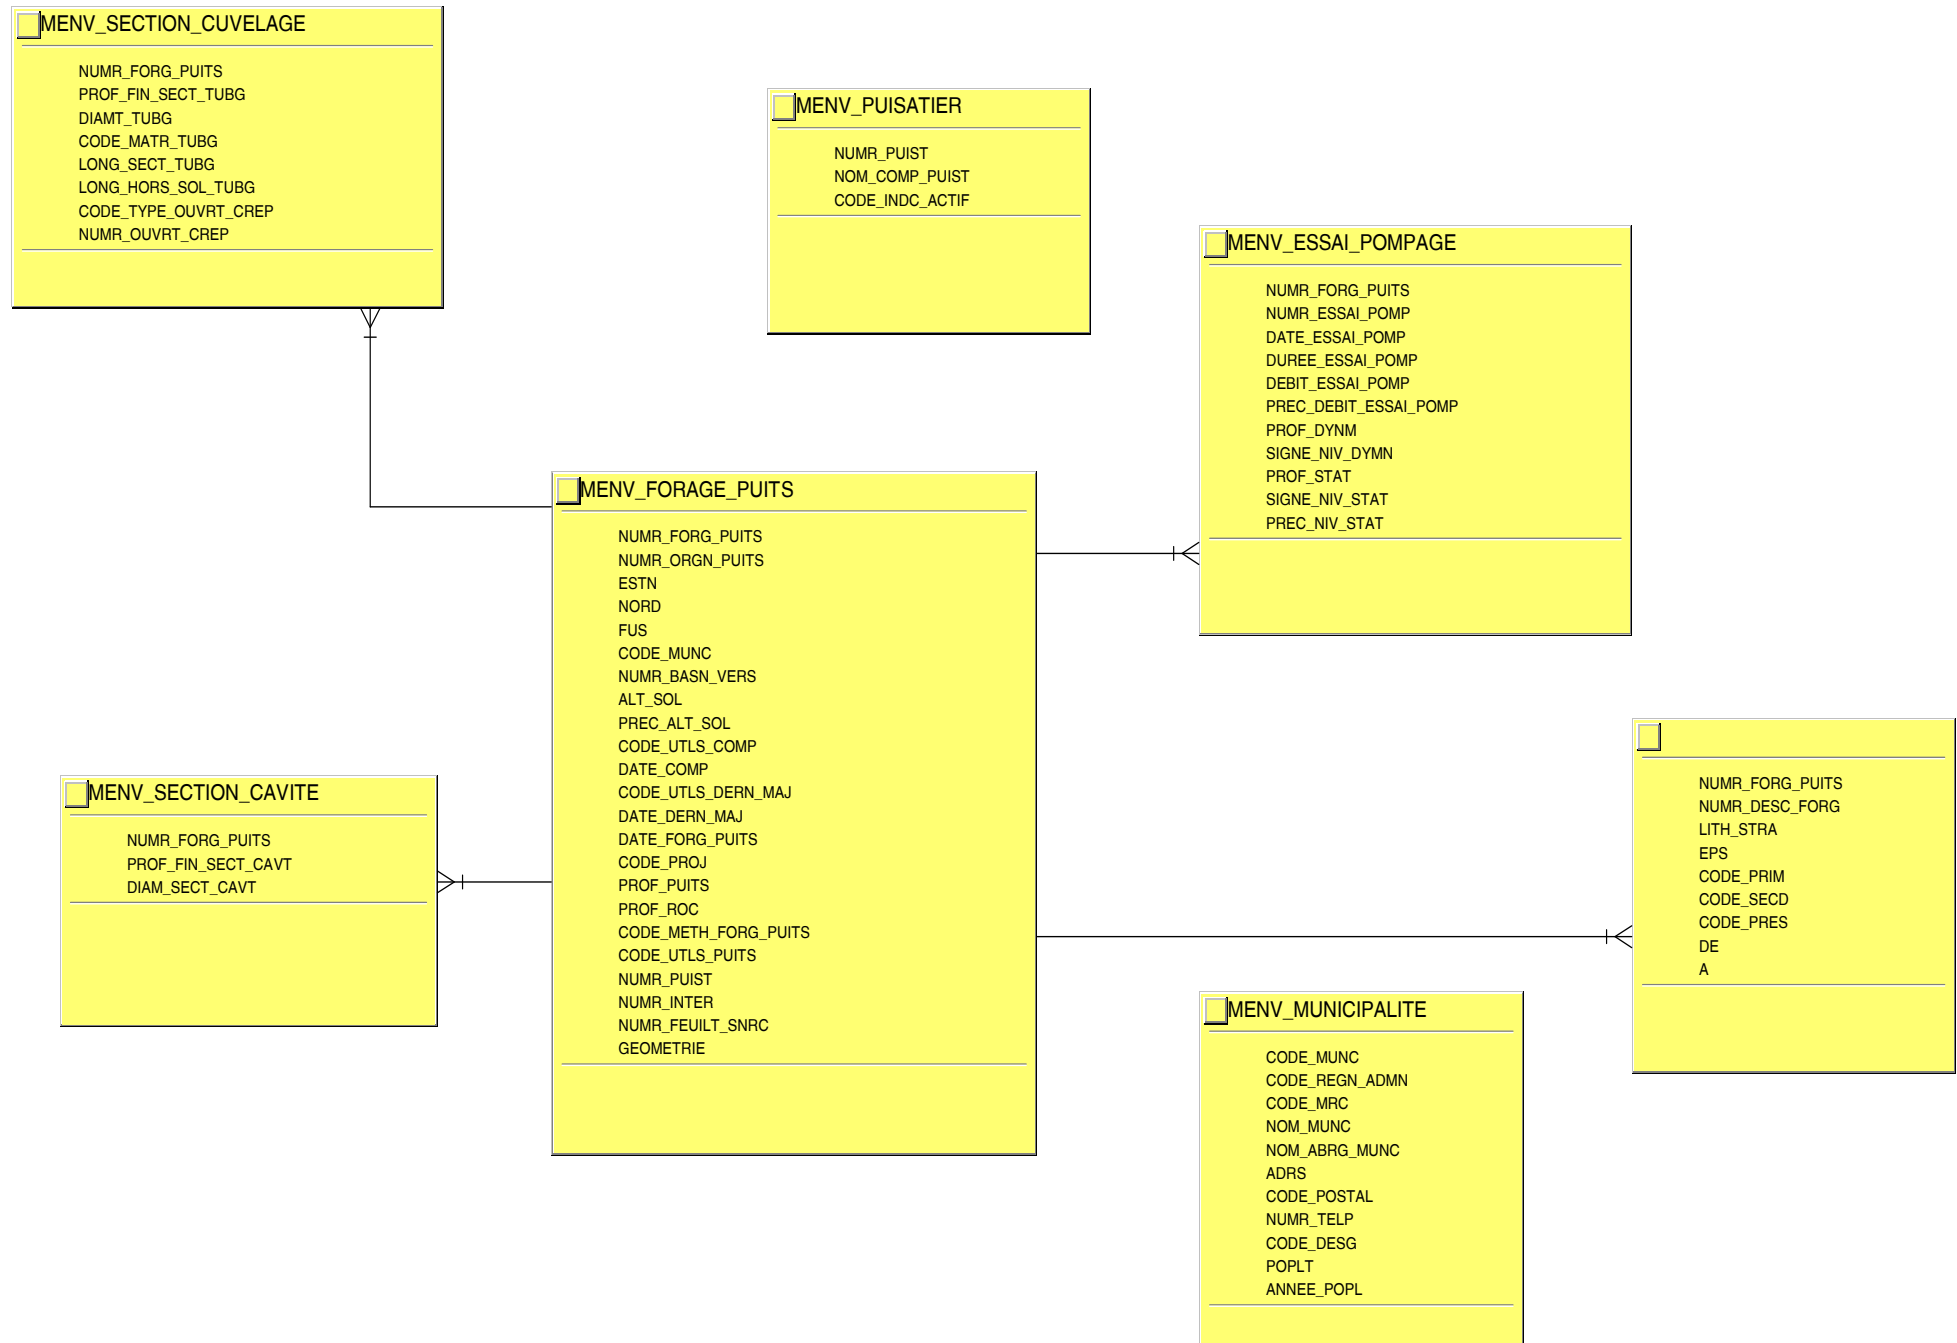 MENV_SECTION_CUVELAGE
NUMR_FORG_PUITS
PROF_FIN_SECT_TUBG
DIAMT_TUBG
CODE_MATR_TUBG
LONG_SECT_TUBG
LONG_HORS_SOL_TUBG
CODE_TYPE_OUVRT_CREP
NUMR_OUVRT_CREP
MENV_PUISATIER
NUMR_PUIST
NOM_COMP_PUIST
CODE_INDC_ACTIF
MENV_ESSAI_POMPAGE
NUMR_FORG_PUITS
NUMR_ESSAI_POMP
DATE_ESSAI_POMP
DUREE_ESSAI_POMP
DEBIT_ESSAI_POMP
PREC_DEBIT_ESSAI_POMP
PROF_DYNM
SIGNE_NIV_DYMN
PROF_STAT
SIGNE_NIV_STAT
PREC_NIV_STAT
MENV_FORAGE_PUITS
NUMR_FORG_PUITS
NUMR_ORGN_PUITS
ESTN
NORD
FUS
CODE_MUNC
NUMR_BASN_VERS
ALT_SOL
PREC_ALT_SOL
CODE_UTLS_COMP
DATE_COMP
CODE_UTLS_DERN_MAJ
DATE_DERN_MAJ
DATE_FORG_PUITS
CODE_PROJ
PROF_PUITS
PROF_ROC
CODE_METH_FORG_PUITS
CODE_UTLS_PUITS
NUMR_PUIST
NUMR_INTER
NUMR_FEUILT_SNRC
GEOMETRIE
MENV_SECTION_CAVITE
NUMR_FORG_PUITS
PROF_FIN_SECT_CAVT
DIAM_SECT_CAVT
NUMR_FORG_PUITS
NUMR_DESC_FORG
LITH_STRA
EPS
CODE_PRIM
CODE_SECD
CODE_PRES
DE
A
MENV_MUNICIPALITE
CODE_MUNC
CODE_REGN_ADMN
CODE_MRC
NOM_MUNC
NOM_ABRG_MUNC
ADRS
CODE_POSTAL
NUMR_TELP
CODE_DESG
POPLT
ANNEE_POPL